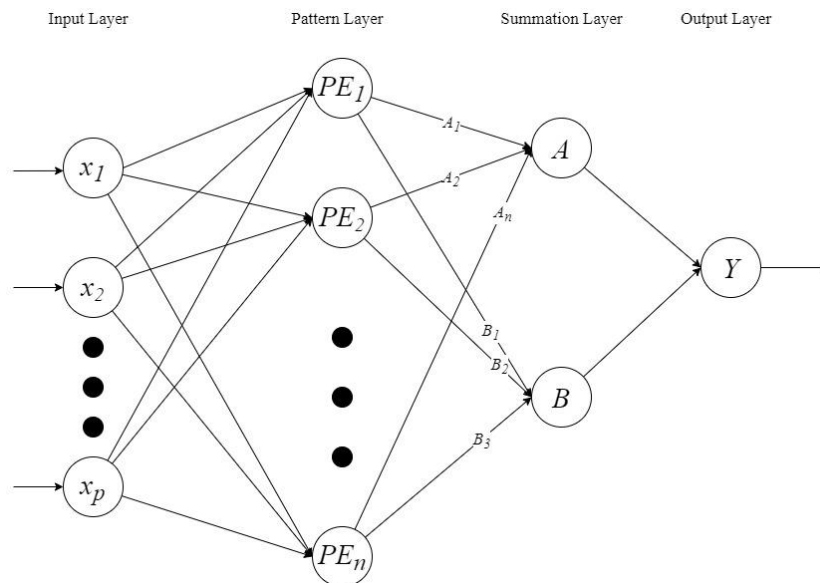 Input Layer
Pattern Layer
Summation Layer
Output Layer
PE1
A1
x1
A
A2
PE2
An
Y
x2
B1
B2
B
B3
xp
PEn